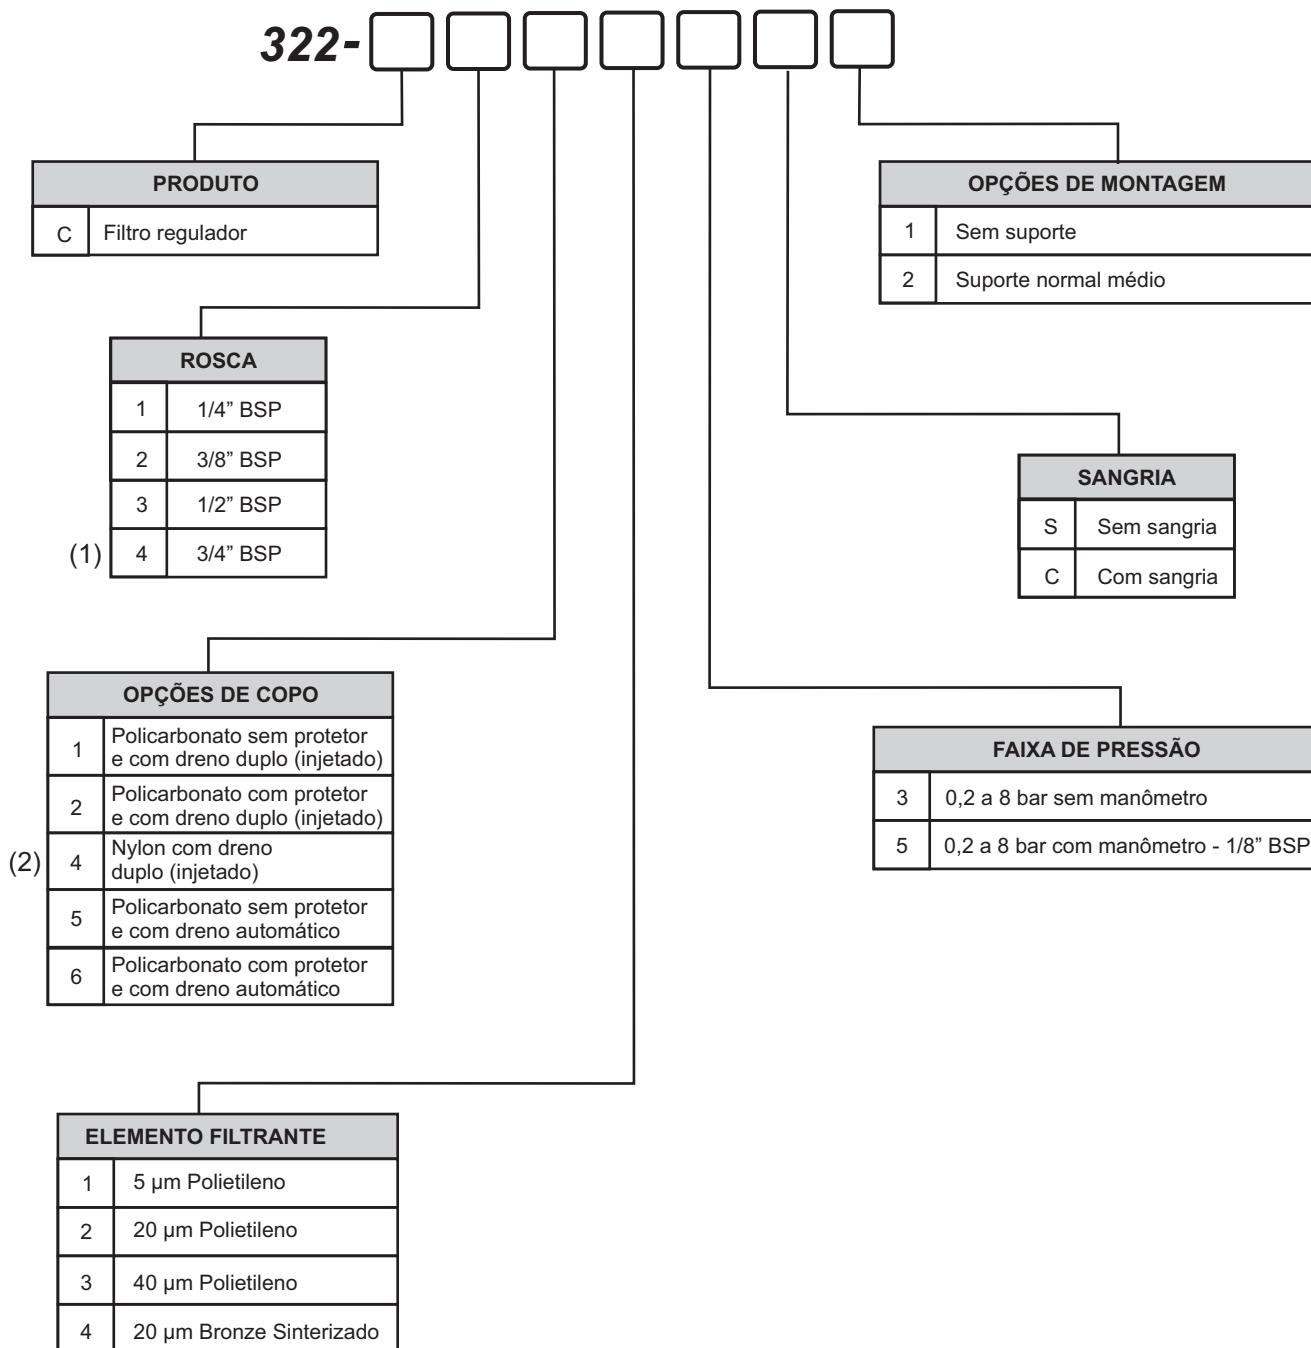 322-
PRODUTO
C Filtro regulador
OPÇÕES DE MONTAGEM
1 Sem suporte
2 Suporte normal médio
ROSCA
1 1/4” BSP
2 3/8” BSP
3 1/2” BSP
(1) 4 3/4” BSP
SANGRIA
S Sem sangria
C Com sangria
OPÇÕES DE COPO
1 Policarbonato sem protetor
e com dreno duplo (injetado)
2 Policarbonato com protetor
e com dreno duplo (injetado)
(2) 4 Nylon com dreno
duplo (injetado)
5 Policarbonato sem protetor
e com dreno automático
6 Policarbonato com protetor
e com dreno automático
FAIXA DE PRESSÃO
3 0,2 a 8 bar sem manômetro
5 0,2 a 8 bar com manômetro - 1/8” BSP
ELEMENTO FILTRANTE
1 5 µm Polietileno
2 20 µm Polietileno
3 40 µm Polietileno
4 20 µm Bronze Sinterizado